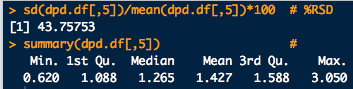 > sd(dpd.df[,5])/mean(dpd.df[,5])*100 # %RSD
[1] 43.75753
> summary(dpd.df[,5]) #
Min. 1st Qu. Median Mean 3rd Qu. Max.
0.620 1.088 1.265 1.427 1.588 3.050